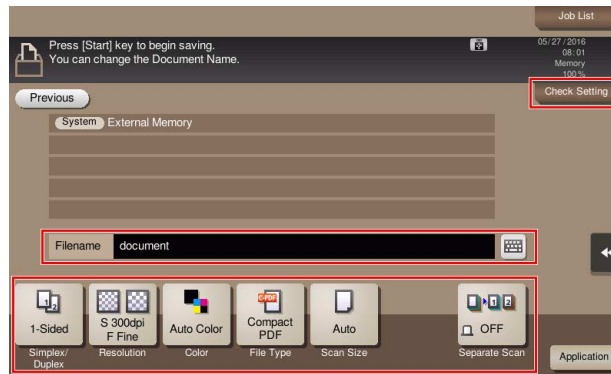 Job List
Press [Start] key to begin saving.
You can change the Document Name.
05/27/2016
08:01
Memory
100%
Previous
Check Setting
System External Memory
Filename document
1-Sided
S 300dpi
F Fine
Auto Color
C-PDF
Compact
PDF
Auto
1 2
OFF
Simplex/
Duplex
Resolution
Color
File Type
Scan Size
Separate Scan
Application